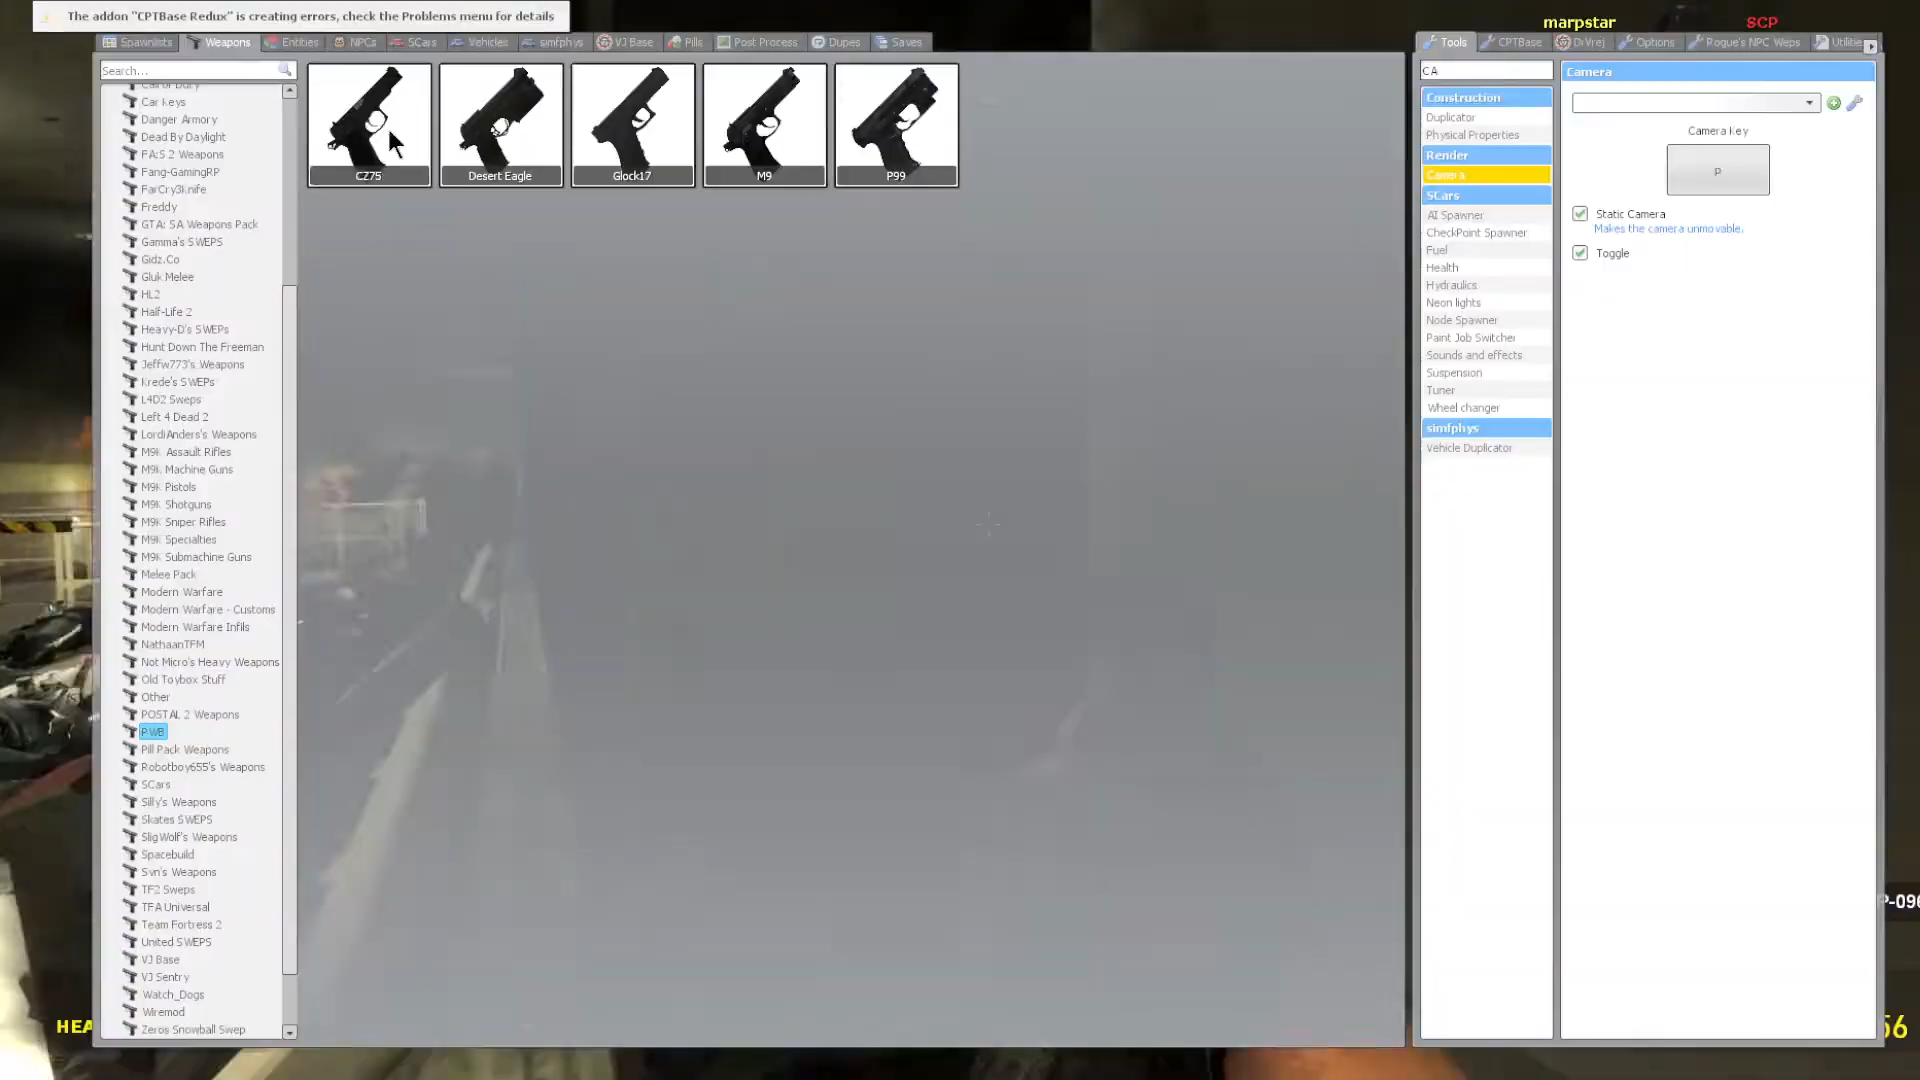 The addon "CPTBase Redux" is creating errors, check the Problems menu for details
marpstar SCP
Spawnlists Weapons Entities NPCs SCars Vehicles simfphys VJ Base Pills Post Process Dupes Saves
Tools CPTBase DrVrej Options Rogue's NPC Weps Utilitie
Search...
Call of Duty
Car Keys
Danger Armory
Dead By Daylight
FA:S 2 Weapons
Fang-GamingRP
FarCry3knife
Freddy
GTA: SA Weapons Pack
Gamma's SWEPS
Gidz.Co
Gluk Melee
HL2
Half-Life 2
Heavy-D's SWEPs
Hunt Down The Freeman
Jeffw773's Weapons
Krede's SWEPs
L4D2 Sweps
Left 4 Dead 2
LordiAnders's Weapons
M9K Assault Rifles
M9K Machine Guns
M9K Pistols
M9K Shotguns
M9K Sniper Rifles
M9K Specialties
M9K Submachine Guns
Melee Pack
Modern Warfare
Modern Warfare - Customs
Modern Warfare Infils
NathaanTFM
Not Micro's Heavy Weapons
Old Toybox Stuff
Other
POSTAL 2 Weapons
PWB
Pill Pack Weapons
Robotboy655's Weapons
SCars
Silly's Weapons
Skates SWEPS
SligWolf's Weapons
Spacebuild
Svn's Weapons
TF2 Sweps
TFA Universal
Team Fortress 2
United SWEPS
VJ Base
VJ Sentry
Watch_Dogs
Wiremod
Zeros Snowball Swep
CZ75
Desert Eagle
Glock17
M9
P99
CA
Construction
Duplicator
Physical Properties
Render
Camera
SCars
AI Spawner
CheckPoint Spawner
Fuel
Health
Hydraulics
Neon lights
Node Spawner
Paint Job Switcher
Sounds and effects
Suspension
Tuner
Wheel changer
simfphys
Vehicle Duplicator
Camera
Camera Key
P
Static Camera
Makes the camera unmovable.
Toggle
P-096
HEA
56